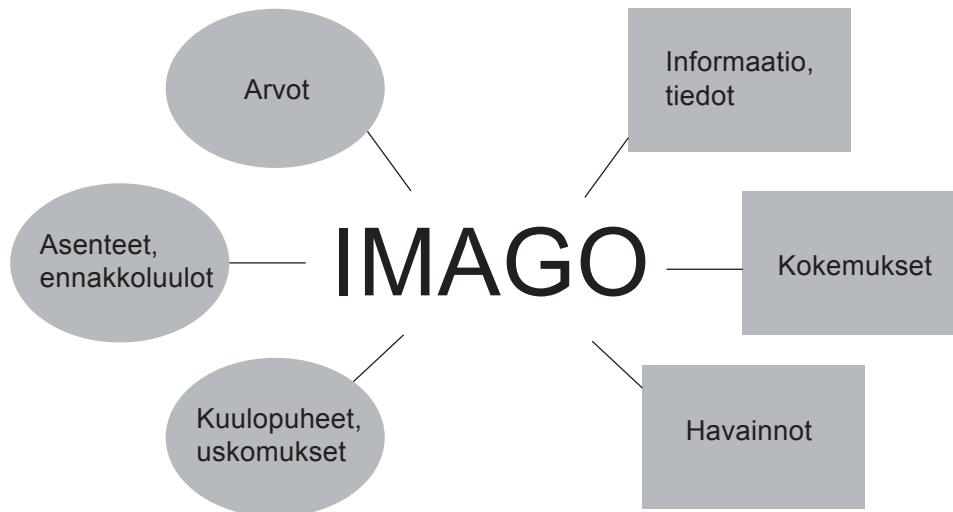 Arvot
Informaatio,
tiedot
Asenteet,
ennakkoluulot
IMAGO
Kokemukset
Kuulopuheet,
uskomukset
Havainnot